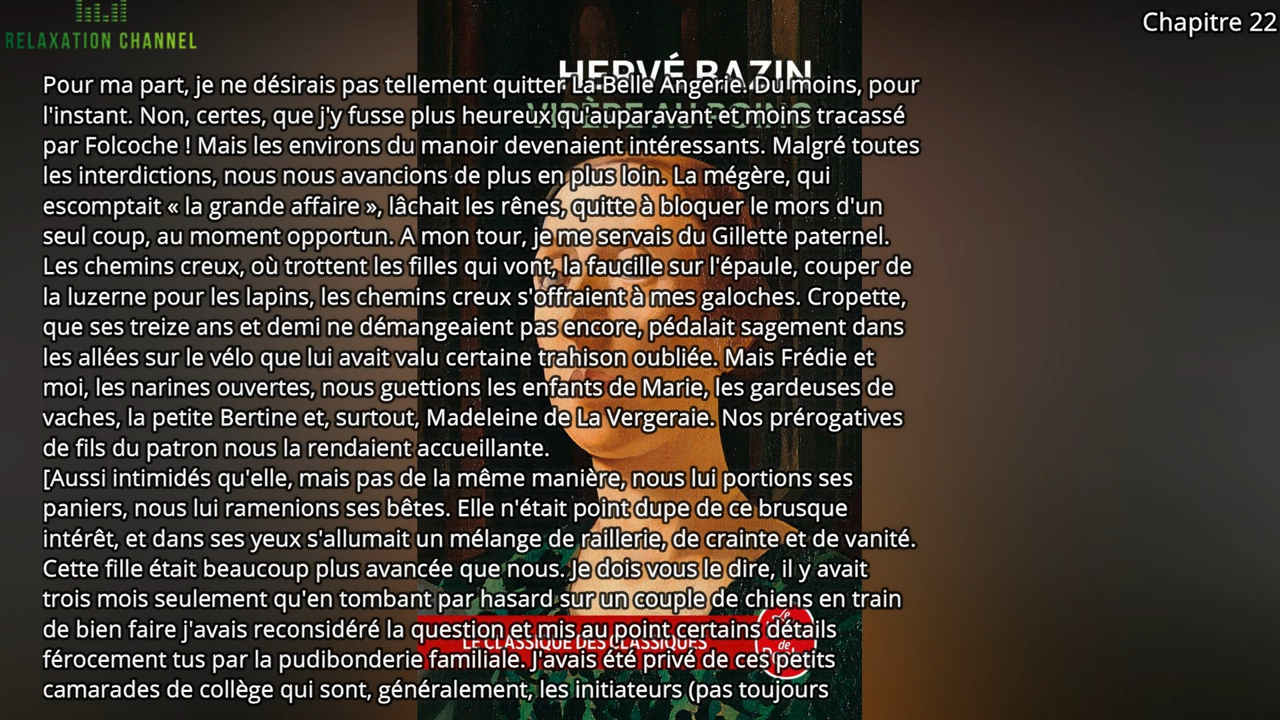 RELAXATION CHANNEL
Chapitre 22
HERVÉ BAZIN
VIPÈRE AU POING
Pour ma part, je ne désirais pas tellement quitter La Belle Angerie. Du moins, pour
l'instant. Non, certes, que j'y fusse plus heureux qu'auparavant et moins tracassé
par Folcoche ! Mais les environs du manoir devenaient intéressants. Malgré toutes
les interdictions, nous nous avancions de plus en plus loin. La mégère, qui
escomptait « la grande affaire », lâchait les rênes, quitte à bloquer le mors d'un
seul coup, au moment opportun. A mon tour, je me servais du Gillette paternel.
Les chemins creux, où trottent les filles qui vont, la faucille sur l'épaule, couper de
la luzerne pour les lapins, les chemins creux s'offraient à mes galoches. Cropette,
que ses treize ans et demi ne démangeaient pas encore, pédalait sagement dans
les allées sur le vélo que lui avait valu certaine trahison oubliée. Mais Frédie et
moi, les narines ouvertes, nous guettions les enfants de Marie, les gardeuses de
vaches, la petite Bertine et, surtout, Madeleine de La Vergeraie. Nos prérogatives
de fils du patron nous la rendaient accueillante.
[Aussi intimidés qu'elle, mais pas de la même manière, nous lui portions ses
paniers, nous lui ramenions ses bêtes. Elle n'était point dupe de ce brusque
intérêt, et dans ses yeux s'allumait un mélange de raillerie, de crainte et de vanité.
Cette fille était beaucoup plus avancée que nous. Je dois vous le dire, il y avait
trois mois seulement qu'en tombant par hasard sur un couple de chiens en train
de bien faire j'avais reconsidéré la question et mis au point certains détails
LE CLASSIQUE DES CLASSIQUES
Le
de
férocement tus par la pudibonderie familiale. J'avais été privé de ces petits
camarades de collège qui sont, généralement, les initiateurs (pas toujours